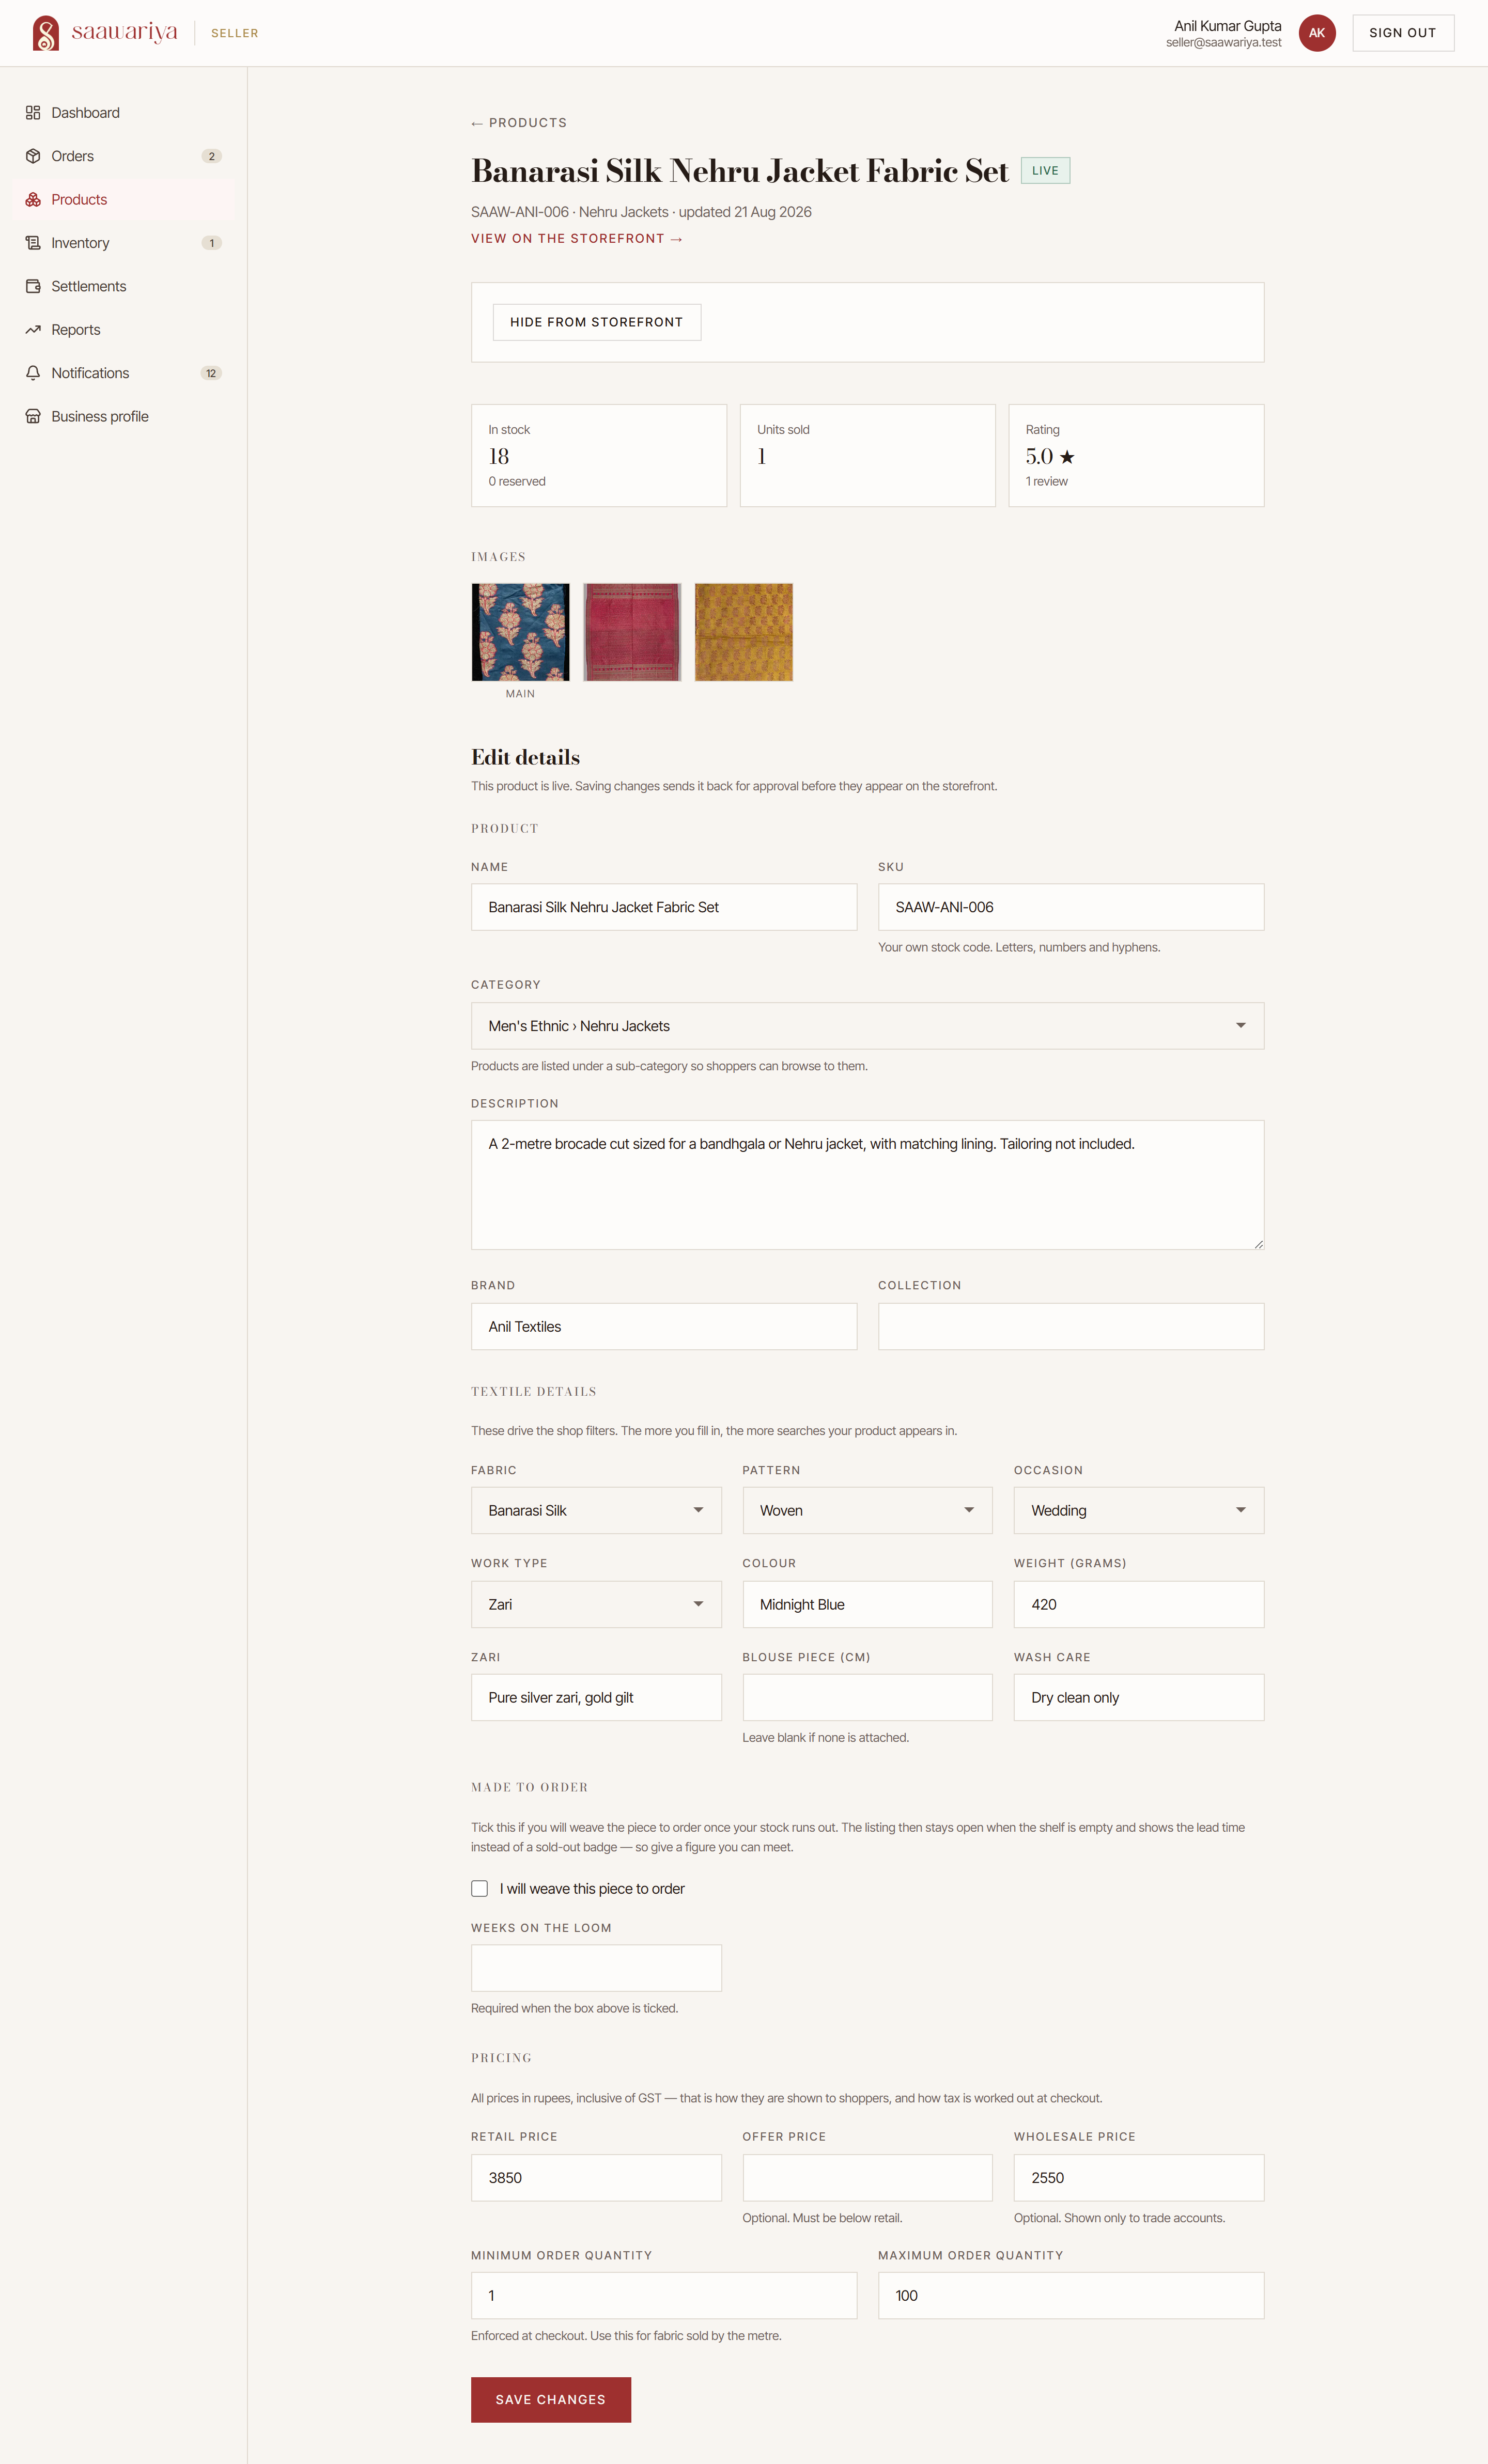 saawariya
SELLER
Anil Kumar Gupta
seller@saawariya.test
AK
SIGN OUT
Dashboard
Orders 2
Products
Inventory 1
Settlements
Reports
Notifications 12
Business profile
← PRODUCTS
Banarasi Silk Nehru Jacket Fabric Set LIVE
SAAW-ANI-006 · Nehru Jackets · updated 21 Aug 2026
VIEW ON THE STOREFRONT →
HIDE FROM STOREFRONT
In stock
18
0 reserved
Units sold
1
Rating
5.0 ★
1 review
IMAGES
MAIN
Edit details
This product is live. Saving changes sends it back for approval before they appear on the storefront.
PRODUCT
NAME
Banarasi Silk Nehru Jacket Fabric Set
SKU
SAAW-ANI-006
Your own stock code. Letters, numbers and hyphens.
CATEGORY
Men's Ethnic › Nehru Jackets
Products are listed under a sub-category so shoppers can browse to them.
DESCRIPTION
A 2-metre brocade cut sized for a bandhgala or Nehru jacket, with matching lining. Tailoring not included.
BRAND
Anil Textiles
COLLECTION
TEXTILE DETAILS
These drive the shop filters. The more you fill in, the more searches your product appears in.
FABRIC
Banarasi Silk
PATTERN
Woven
OCCASION
Wedding
WORK TYPE
Zari
COLOUR
Midnight Blue
WEIGHT (GRAMS)
420
ZARI
Pure silver zari, gold gilt
BLOUSE PIECE (CM)
Leave blank if none is attached.
WASH CARE
Dry clean only
MADE TO ORDER
Tick this if you will weave the piece to order once your stock runs out. The listing then stays open when the shelf is empty and shows the lead time
instead of a sold-out badge — so give a figure you can meet.
I will weave this piece to order
WEEKS ON THE LOOM
Required when the box above is ticked.
PRICING
All prices in rupees, inclusive of GST — that is how they are shown to shoppers, and how tax is worked out at checkout.
RETAIL PRICE
3850
OFFER PRICE
Optional. Must be below retail.
WHOLESALE PRICE
2550
Optional. Shown only to trade accounts.
MINIMUM ORDER QUANTITY
1
Enforced at checkout. Use this for fabric sold by the metre.
MAXIMUM ORDER QUANTITY
100
SAVE CHANGES